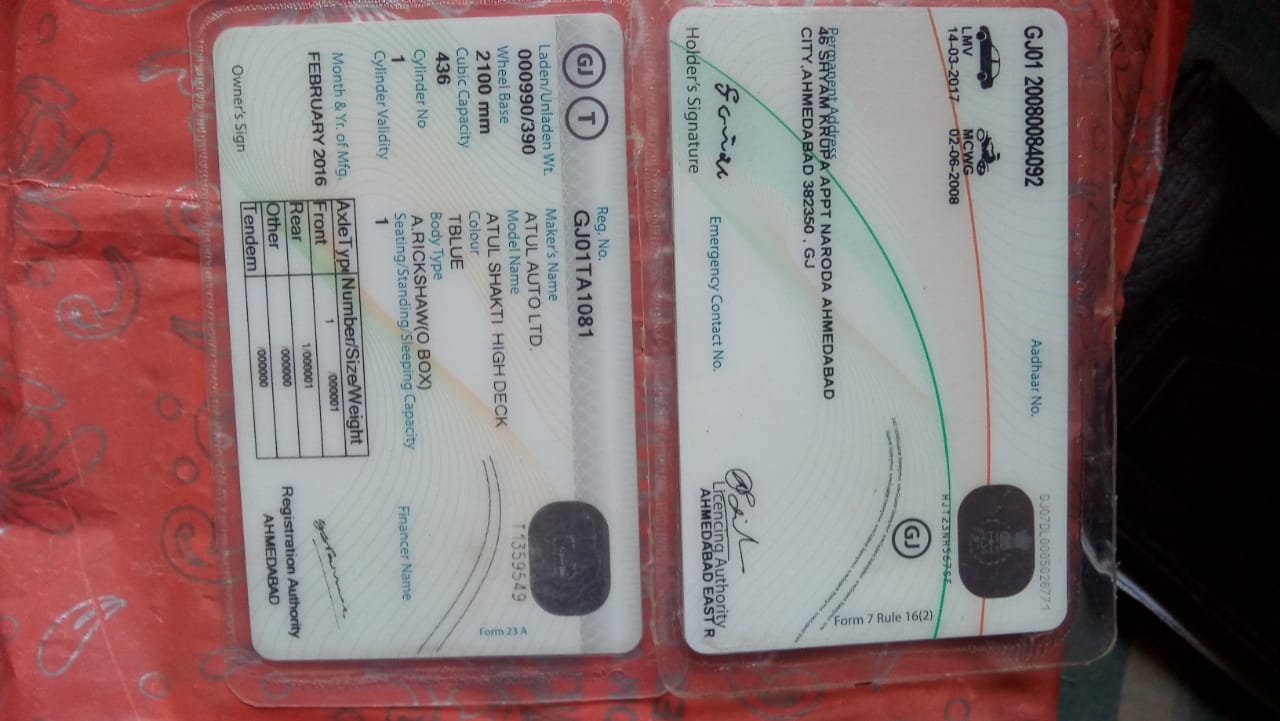 GJ01 20080084092
Aadhaar No.
GJ07DL0005026771
LMV
14-03-2017
MCWG
02-06-2008
Permanent Address
46 SHYAM KRUPA APPT NARODA AHMEDABAD
CITY,AHMEDABAD 382350 , GJ
GJ
Form 7 Rule 16(2)
Holder's Signature
Emergency Contact No.
Licencing Authority
AHMEDABAD EAST R
GJ T
Reg. No.
GJ01TA1081
T1359549
Form 23 A
Laden/Unladen Wt.
000990/390
Wheel Base
2100 mm
Cubic Capacity
436
Cylinder No
1
Cylinder Validity
Month & Yr. of Mfg.
FEBRUARY 2016
Owner's Sign
Maker's Name
ATUL AUTO LTD.
Model Name
ATUL SHAKTI HIGH DECK
Colour
TBLUE
Body Type
A.RICKSHAW(O BOX)
Seating/Standing/Sleeping Capacity
1
Financer Name
AxleType Number/Size/Weight
Front 1 /000001
Rear 1/000001
Other /0000000
Tendem /0000000
Registration Authority
AHMEDABAD